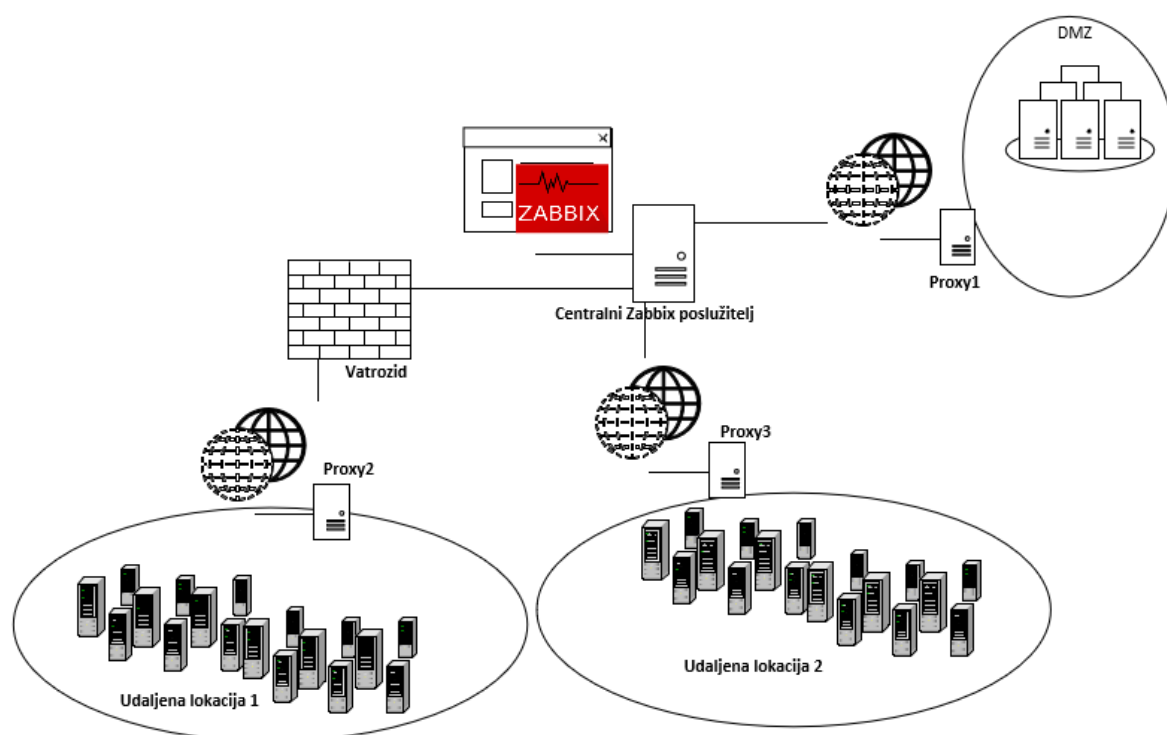 DMZ
ZABBIX
Proxy1
Centralni Zabbix poslužitelj
Vatrozid
Proxy3
Proxy2
Udaljena lokacija 2
Udaljena lokacija 1